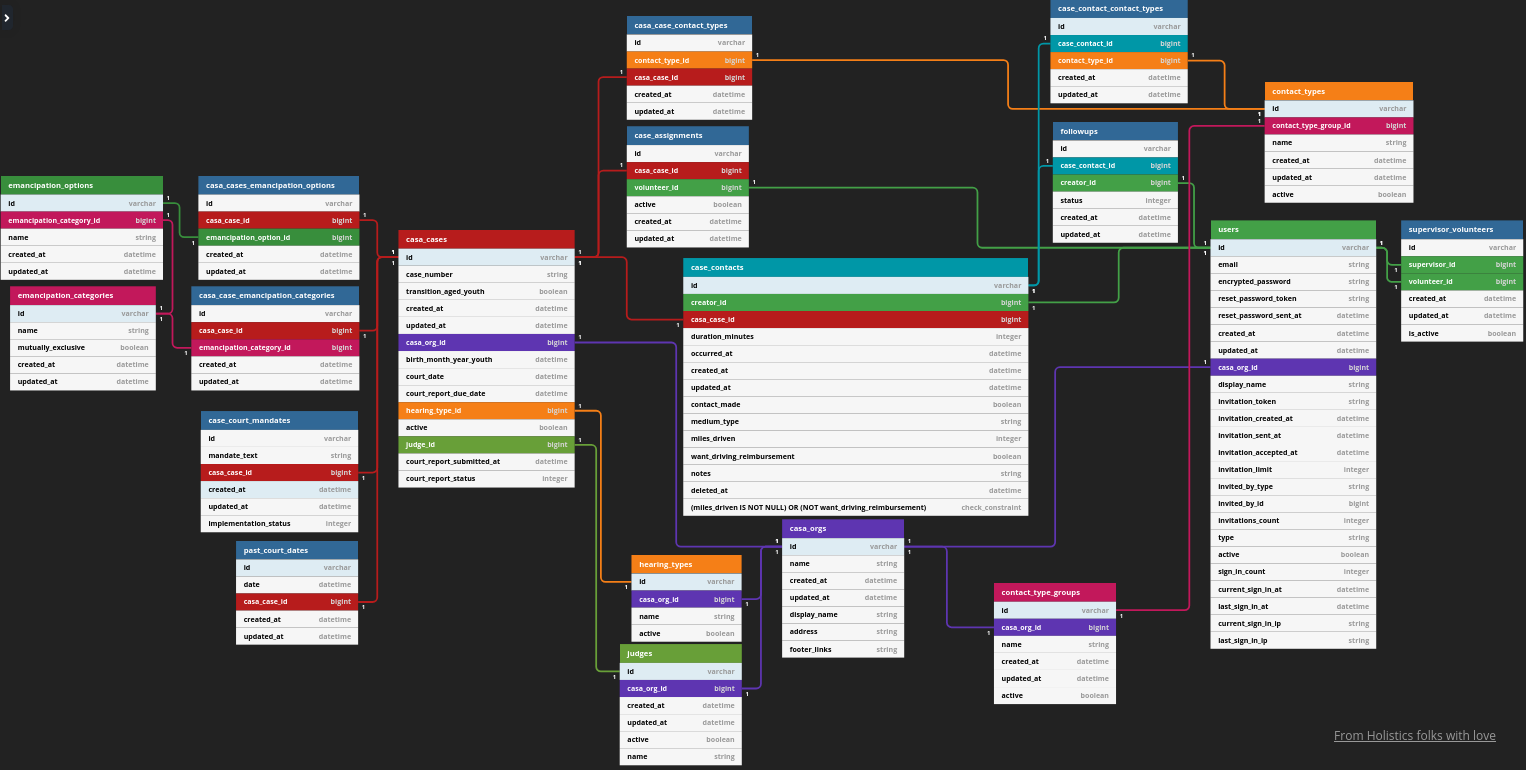 casa_case_contact_types
id varchar
contact_type_id bigint
casa_case_id bigint
created_at datetime
updated_at datetime
case_contact_contact_types
id varchar
case_contact_id bigint
contact_type_id bigint
created_at datetime
updated_at datetime
contact_types
id varchar
contact_type_group_id bigint
name string
created_at datetime
updated_at datetime
active boolean
case_assignments
id varchar
casa_case_id bigint
volunteer_id bigint
active boolean
created_at datetime
updated_at datetime
followups
id varchar
case_contact_id bigint
creator_id bigint
status integer
created_at datetime
updated_at datetime
emancipation_options
id varchar
emancipation_category_id bigint
name string
created_at datetime
updated_at datetime
casa_cases_emancipation_options
id varchar
casa_case_id bigint
emancipation_option_id bigint
created_at datetime
updated_at datetime
emancipation_categories
id varchar
name string
mutually_exclusive boolean
created_at datetime
updated_at datetime
casa_case_emancipation_categories
id varchar
casa_case_id bigint
emancipation_category_id bigint
created_at datetime
updated_at datetime
casa_cases
id varchar
case_number string
transition_aged_youth boolean
created_at datetime
updated_at datetime
casa_org_id bigint
birth_month_year_youth datetime
court_date datetime
court_report_due_date datetime
hearing_type_id bigint
active boolean
judge_id bigint
court_report_submitted_at datetime
court_report_status integer
case_contacts
id varchar
creator_id bigint
casa_case_id bigint
duration_minutes integer
occurred_at datetime
created_at datetime
updated_at datetime
contact_made boolean
medium_type string
miles_driven integer
want_driving_reimbursement boolean
notes string
deleted_at datetime
(miles_driven IS NOT NULL) OR (NOT want_driving_reimbursement) check_constraint
users
id varchar
email string
encrypted_password string
reset_password_token string
reset_password_sent_at datetime
created_at datetime
updated_at datetime
casa_org_id bigint
display_name string
invitation_token string
invitation_created_at datetime
invitation_sent_at datetime
invitation_accepted_at datetime
invitation_limit integer
invited_by_type string
invited_by_id bigint
invitations_count integer
type string
active boolean
sign_in_count integer
current_sign_in_at datetime
last_sign_in_at datetime
current_sign_in_ip string
last_sign_in_ip string
supervisor_volunteers
id varchar
supervisor_id bigint
volunteer_id bigint
created_at datetime
updated_at datetime
is_active boolean
case_court_mandates
id varchar
mandate_text string
casa_case_id bigint
created_at datetime
updated_at datetime
implementation_status integer
past_court_dates
id varchar
date datetime
casa_case_id bigint
created_at datetime
updated_at datetime
hearing_types
id varchar
casa_org_id bigint
name string
active boolean
judges
id varchar
casa_org_id bigint
created_at datetime
updated_at datetime
active boolean
name string
casa_orgs
id varchar
name string
created_at datetime
updated_at datetime
display_name string
address string
footer_links string
contact_type_groups
id varchar
casa_org_id bigint
name string
created_at datetime
updated_at datetime
active boolean
From Holistics folks with love